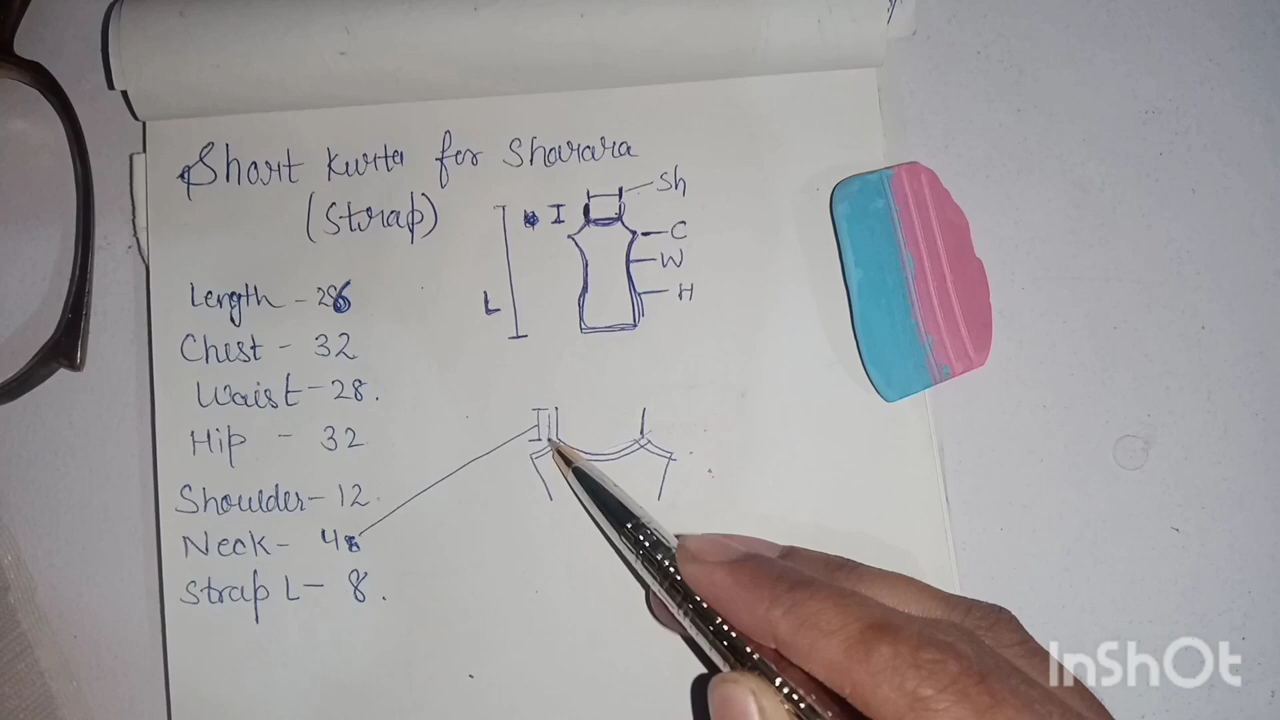 Short Kurta for Sharara
(Strap)
Sh
I
C
W
H
L
Length - 26
Chest - 32
Waist - 28.
Hip - 32
Shoulder - 12.
Neck - 4
Strap L - 8.
InShOt